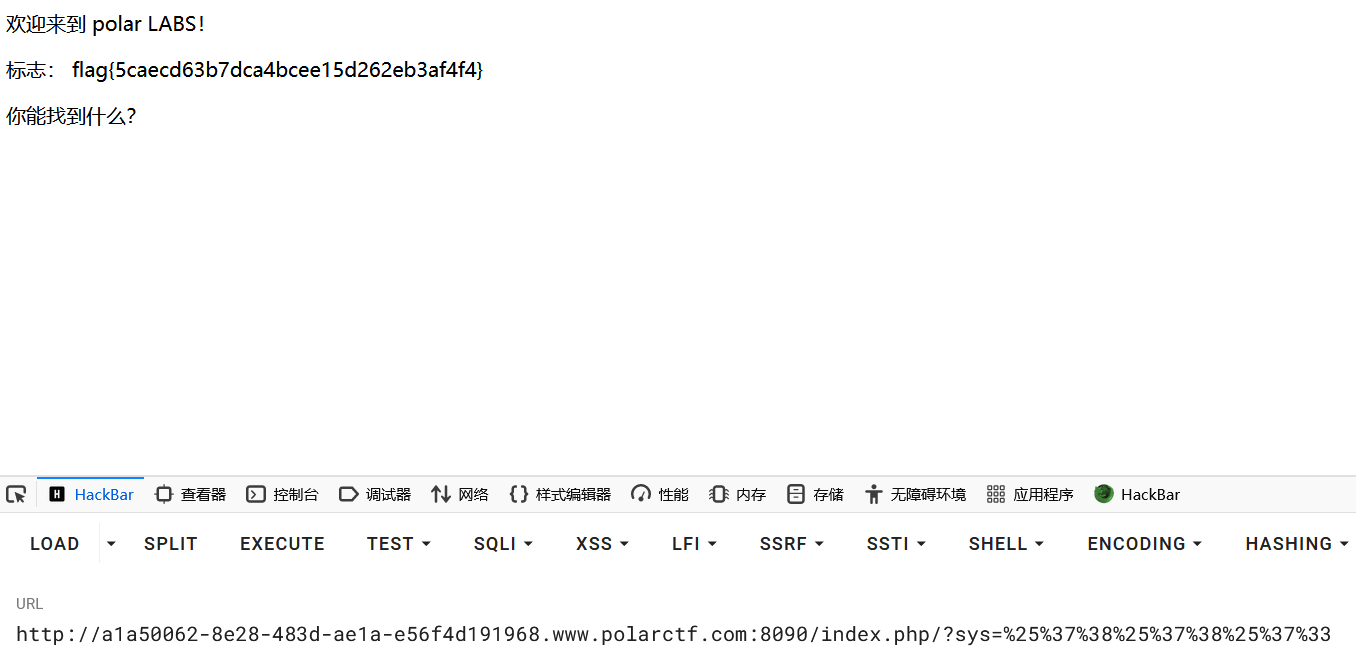 欢迎来到 polar LABS!
标志： flag{5caecd63b7dca4bcee15d262eb3af4f4}
你能找到什么?
HackBar 查看器 控制台 调试器 网络 样式编辑器 性能 内存 存储 无障碍环境 应用程序 HackBar
LOAD SPLIT EXECUTE TEST SQLI XSS LFI SSRF SSTI SHELL ENCODING HASHING
URL
http://a1a50062-8e28-483d-ae1a-e56f4d191968.www.polarctf.com:8090/index.php/?sys=%25%37%38%25%37%38%25%37%33